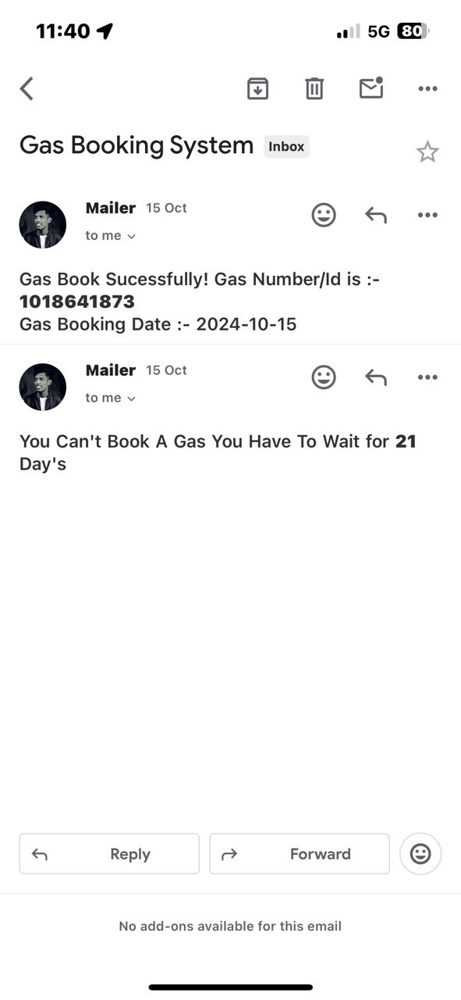 11:40 5G 80
Gas Booking System Inbox
Mailer 15 Oct
to me
Gas Book Sucessfully! Gas Number/Id is :-
1018641873
Gas Booking Date :- 2024-10-15
Mailer 15 Oct
to me
You Can't Book A Gas You Have To Wait for 21
Day's
Reply Forward
No add-ons available for this email